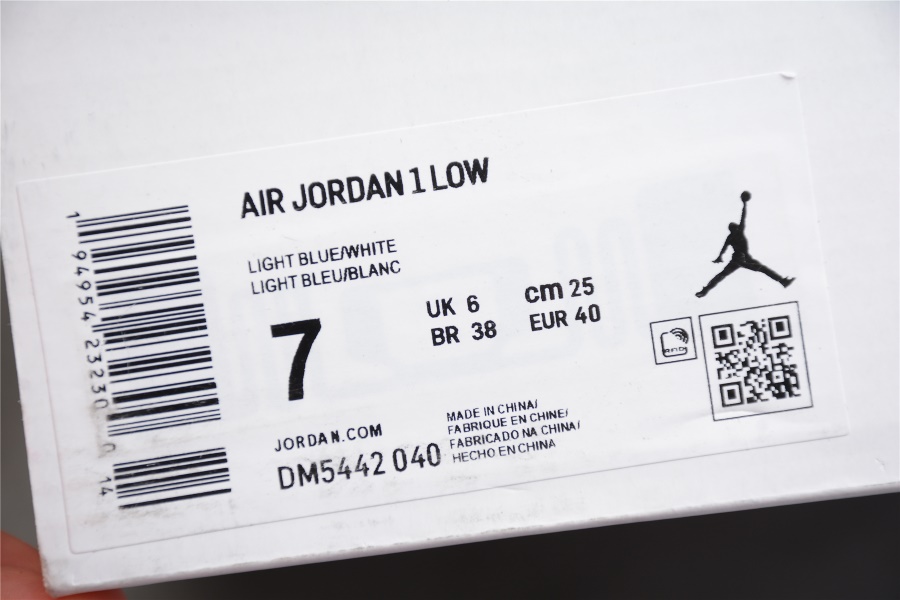 AIR JORDAN 1 LOW
LIGHT BLUE/WHITE
LIGHT BLEU/BLANC
7
UK 6 cm 25
BR 38 EUR 40
JORDAN.COM
DM5442 040
MADE IN CHINA/
FABRIQUE EN CHINE/
FABRICADO NA CHINA/
HECHO EN CHINA
1 94954 23230 0 14